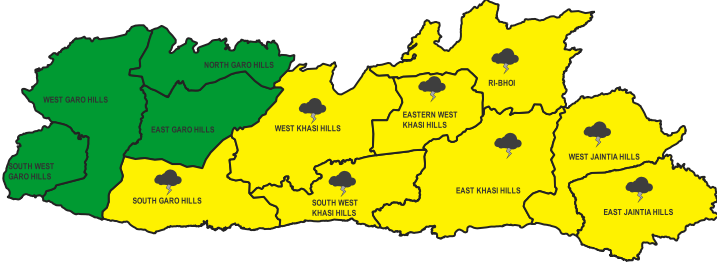 NORTH GARO HILLS
WEST GARO HILLS
EAST GARO HILLS
SOUTH WEST
GARO HILLS
SOUTH GARO HILLS
WEST KHASI HILLS
EASTERN WEST
KHASI HILLS
RI-BHOI
SOUTH WEST
KHASI HILLS
EAST KHASI HILLS
WEST JAINTIA HILLS
EAST JAINTIA HILLS